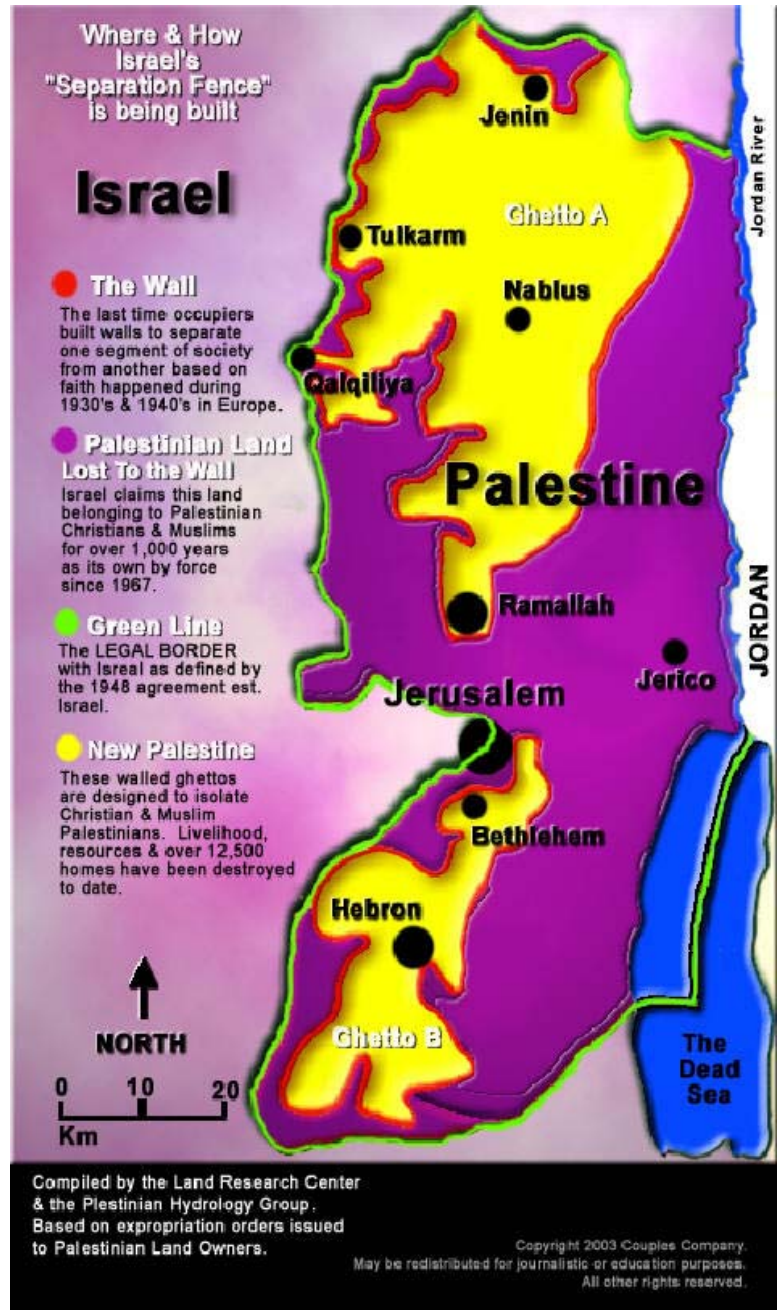 Where & How
Israel's
"Separation Fence"
is being built
Israel
The Wall
The last time occupiers
built walls to separate
one segment of society
from another based on
faith happened during
1930's & 1940's in Europe.
Palestinian Land
Lost To the Wall
Israel claims this land
belonging to Palestinian
Christians & Muslims
for over 1,000 years
as its own by force
since 1967.
Green Line
The LEGAL BORDER
with Isreal as defined by
the 1948 agreement est.
Israel.
New Palestine
These walled ghettos
are designed to isolate
Christian & Muslim
Palestinians. Livelihood,
resources & over 12,500
homes have been destroyed
to date.
NORTH
0 10 20
Km
Jenin
Ghetto A
Tulkarm
Nablus
Qalqiliya
Palestine
Ramallah
Jerico
Jerusalem
Bethlehem
Hebron
Ghetto B
Jordan River
JORDAN
The
Dead
Sea
Compiled by the Land Research Center
& the Plestinian Hydrology Group.
Based on expropriation orders issued
to Palestinian Land Owners.
Copyright 2003 Couples Company.
May be redistributed for journalistic or education purposes.
All other rights reserved.